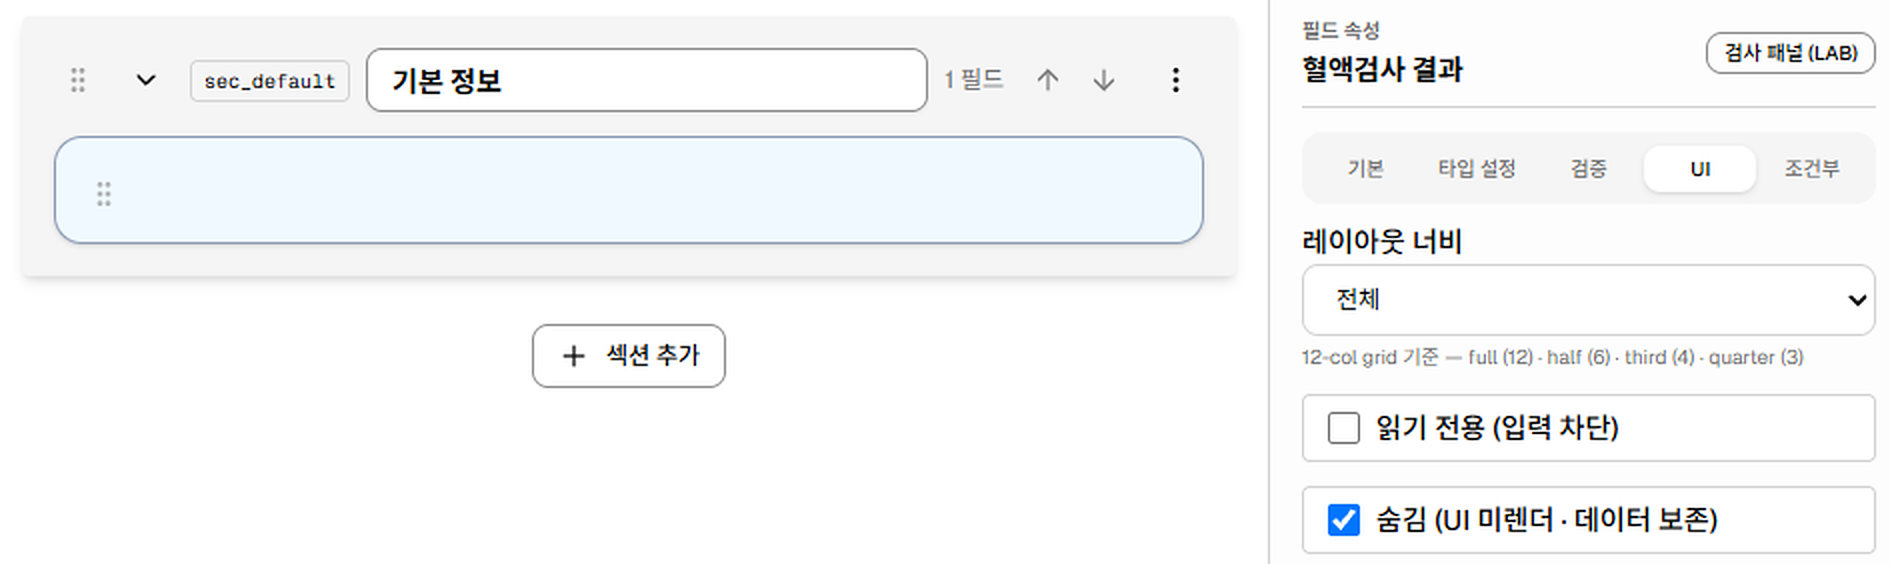 sec_default
기본 정보
1 필드
섹션 추가
필드 속성
혈액검사 결과
검사 패널 (LAB)
기본 타입 설정 검증 UI 조건부
레이아웃 너비
전체
12-col grid 기준 — full (12) · half (6) · third (4) · quarter (3)
읽기 전용 (입력 차단)
숨김 (UI 미렌더 · 데이터 보존)